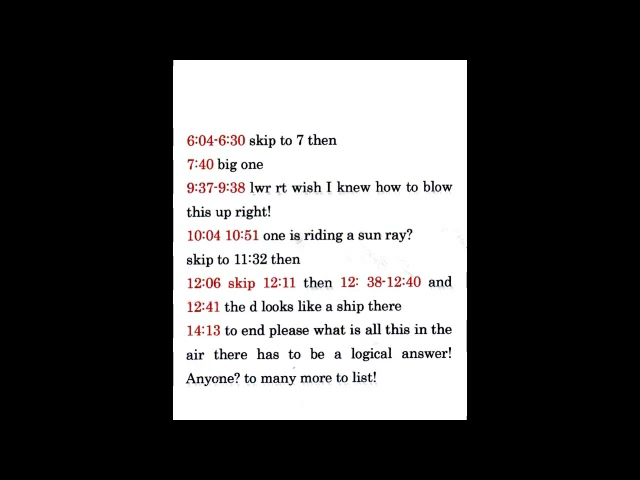 6:04-6:30 skip to 7 then
7:40 big one
9:37-9:38 lwr rt wish I knew how to blow
this up right!
10:04 10:51 one is riding a sun ray?
skip to 11:32 then
12:06 skip 12:11 then 12: 38-12:40 and
12:41 the d looks like a ship there
14:13 to end please what is all this in the
air there has to be a logical answer!
Anyone? to many more to list!